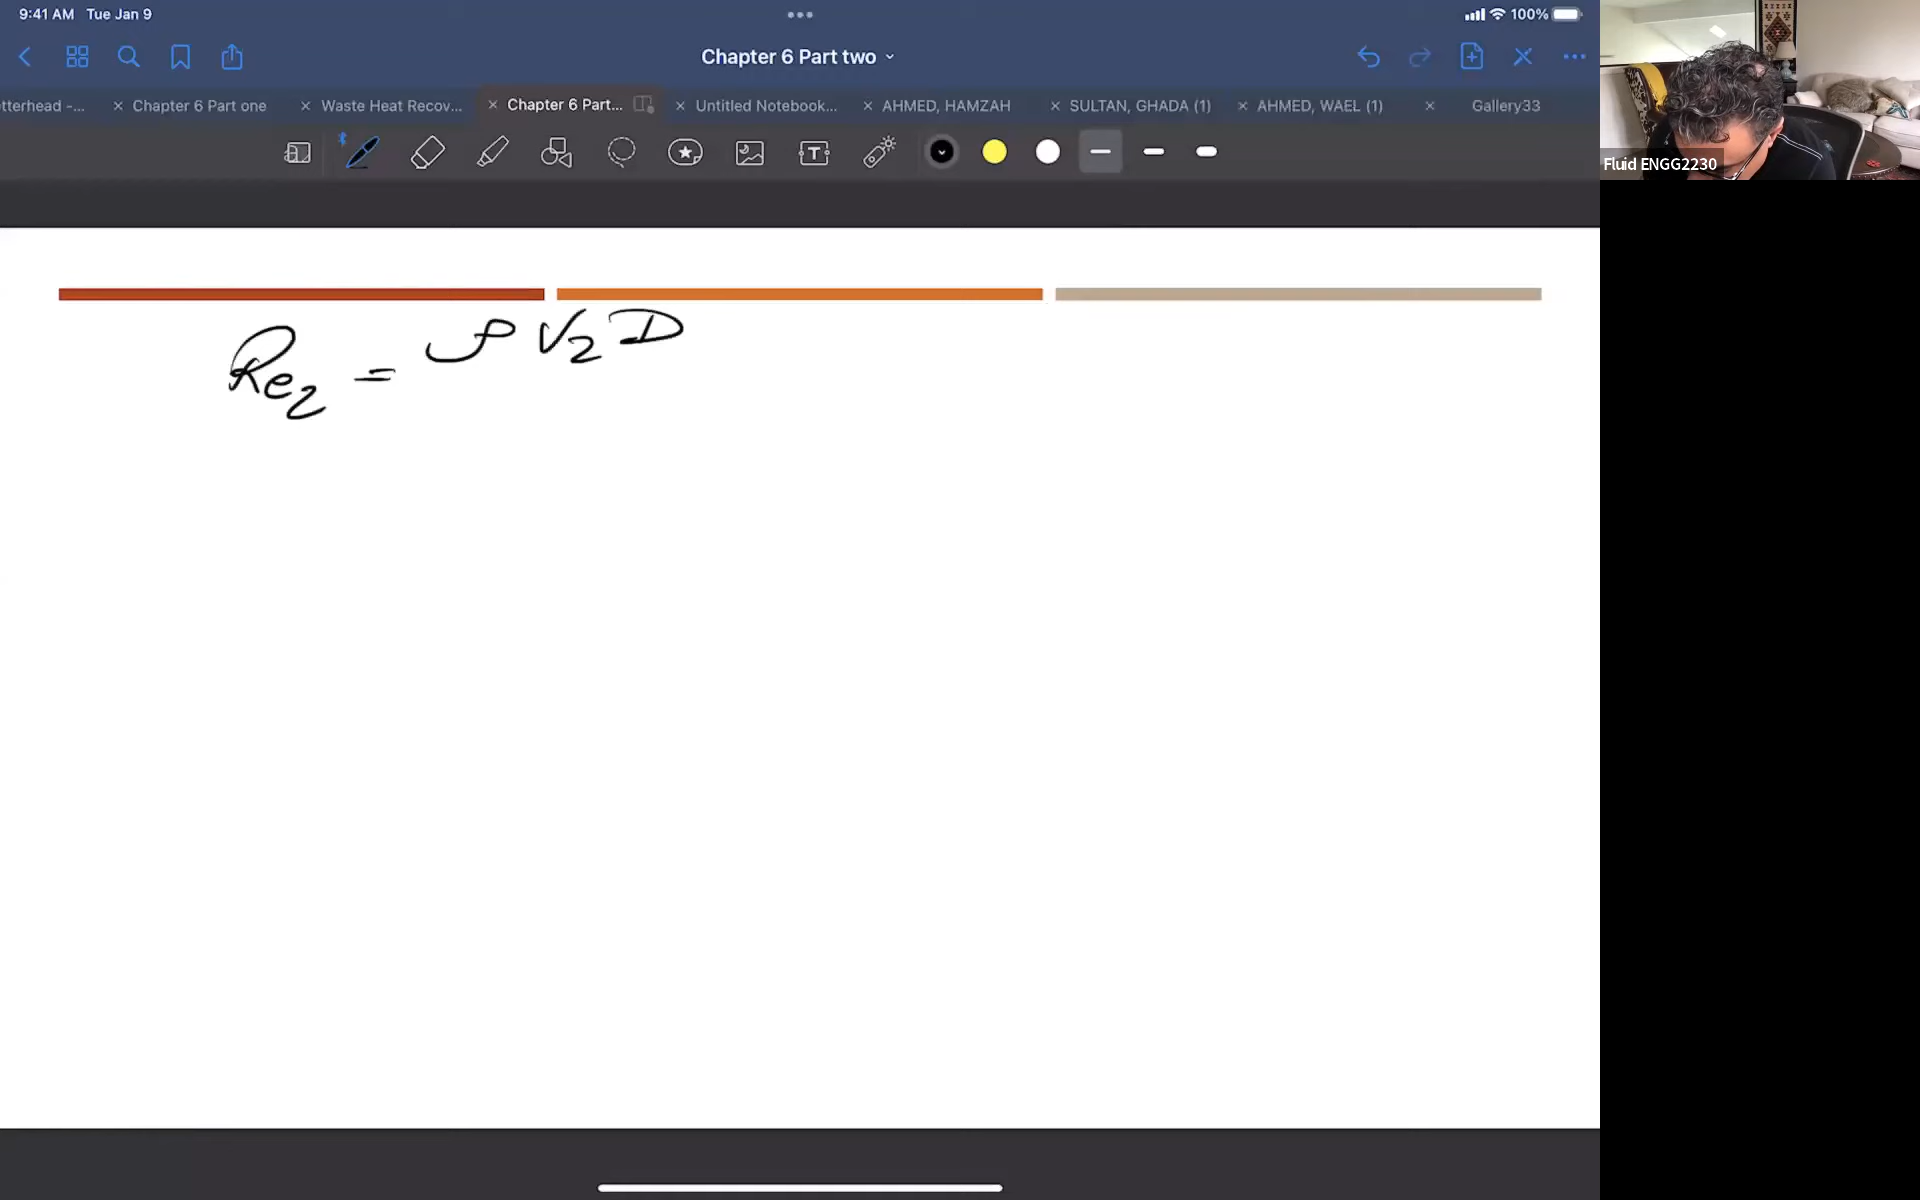 9:41 AM Tue Jan 9
100%
Chapter 6 Part two
tterhead -...
Chapter 6 Part one
Waste Heat Recov...
Chapter 6 Part...
Untitled Notebook...
AHMED, HAMZAH
SULTAN, GHADA (1)
AHMED, WAEL (1)
Gallery33
T
Fluid ENGG2230
Re₂ = ρ V₂ D